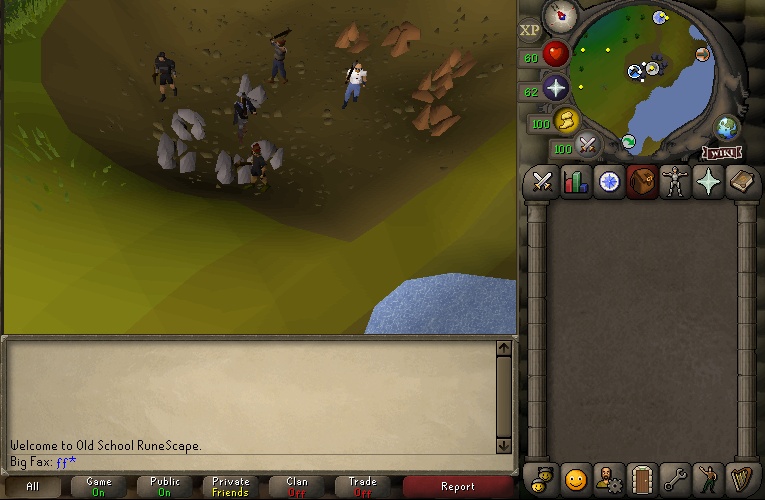 XP
60
62
100
100
WIKI
Welcome to Old School RuneScape.
Big Fax: ff*
All
Game
On
Public
On
Private
Friends
Clan
Off
Trade
Off
Report